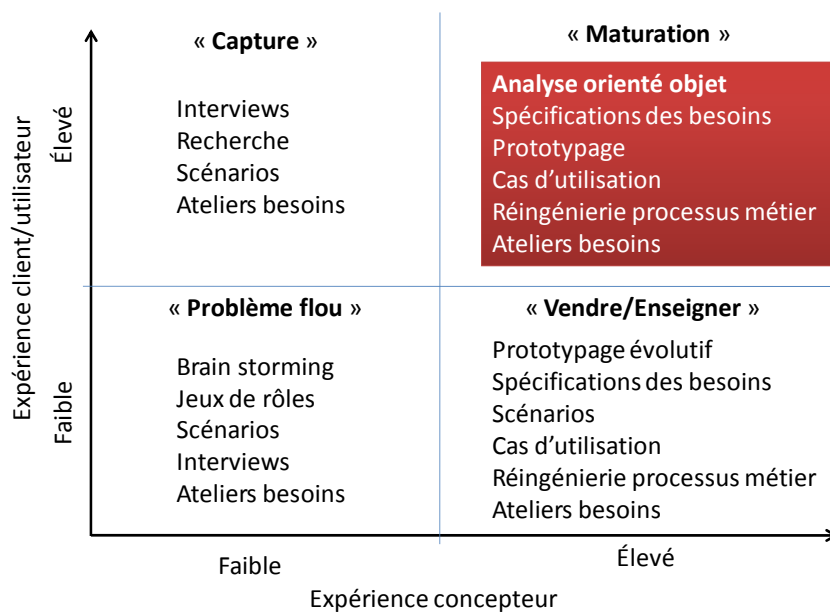 « Capture »
Interviews
Recherche
Scénarios
Ateliers besoins
« Maturation »
Analyse orienté objet
Spécifications des besoins
Prototypage
Cas d’utilisation
Réingénierie processus métier
Ateliers besoins
« Problème flou »
Brain storming
Jeux de rôles
Scénarios
Interviews
Ateliers besoins
« Vendre/Enseigner »
Prototypage évolutif
Spécifications des besoins
Scénarios
Cas d’utilisation
Réingénierie processus métier
Ateliers besoins
Expérience client/utilisateur
Élevé
Faible
Faible
Élevé
Expérience concepteur